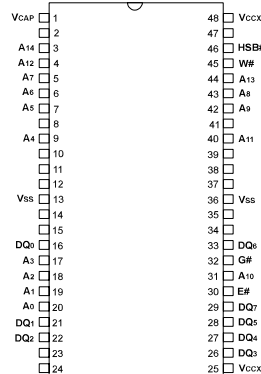 VCAP 1 48 VCCX
2 47
A14 3 46 HSB#
A12 4 45 W#
A7 5 44 A13
A6 6 43 A8
A5 7 42 A9
8 41
A4 9 40 A11
10 39
11 38
12 37
VSS 13 36 VSS
14 35
15 34
DQ0 16 33 DQ6
A3 17 32 G#
A2 18 31 A10
A1 19 30 E#
A0 20 29 DQ7
DQ1 21 28 DQ5
DQ2 22 27 DQ4
23 26 DQ3
24 25 VCCX